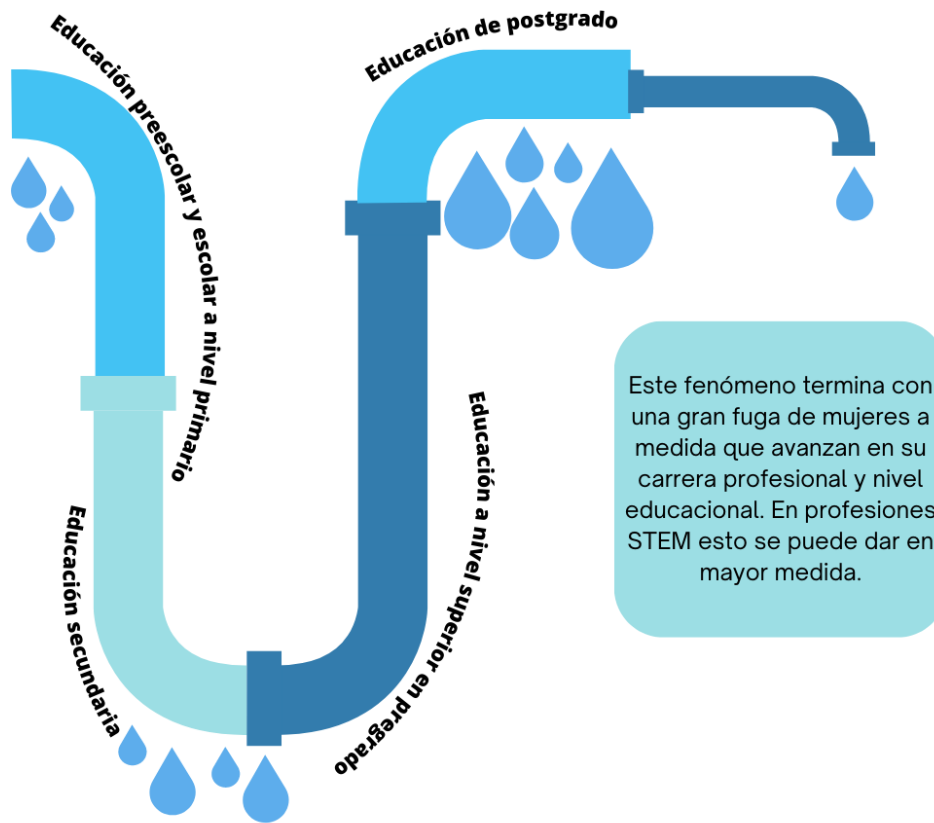 Educación preescolar y escolar a nivel primario
Educación secundaria
Educación a nivel superior en pregrado
Educación de postgrado
Este fenómeno termina con
una gran fuga de mujeres a
medida que avanzan en su
carrera profesional y nivel
educacional. En profesiones
STEM esto se puede dar en
mayor medida.